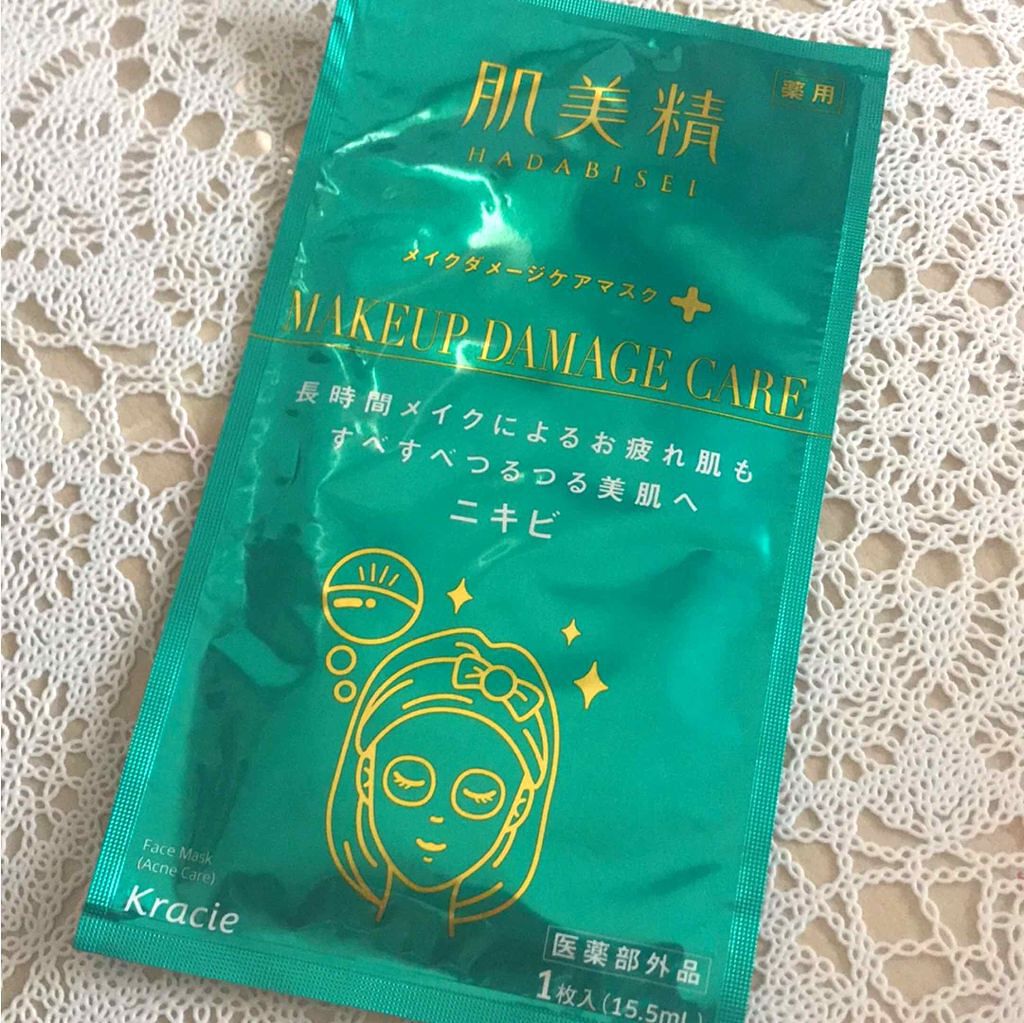 肌美精
薬用
HADABISEI
メイクダメージケアマスク
MAKEUP DAMAGE CARE
長時間メイクによるお疲れ肌も
すべすべつるつる美肌へ
ニキビ
Face Mask
(Acne Care)
Kracie
医薬部外品
1枚入(15.5mL)